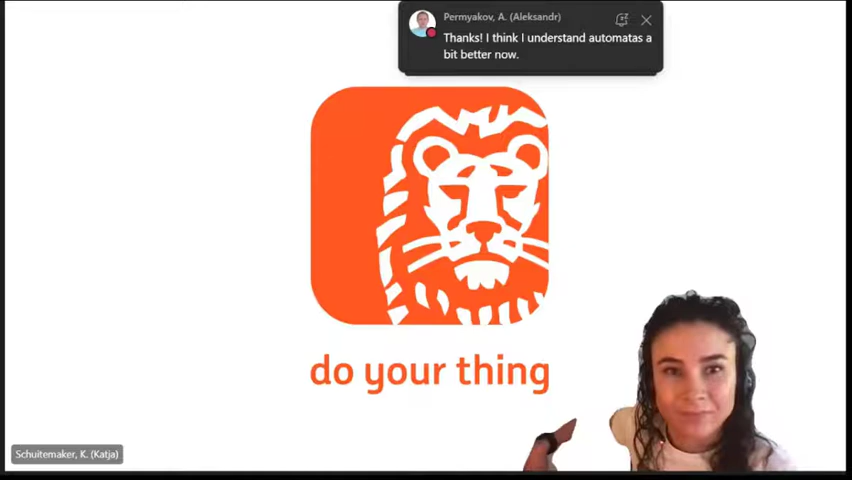 Permyakov, A. (Aleksandr)
Thanks! I think I understand automatas a
bit better now.
do your thing
Schuitemaker, K. (Katja)